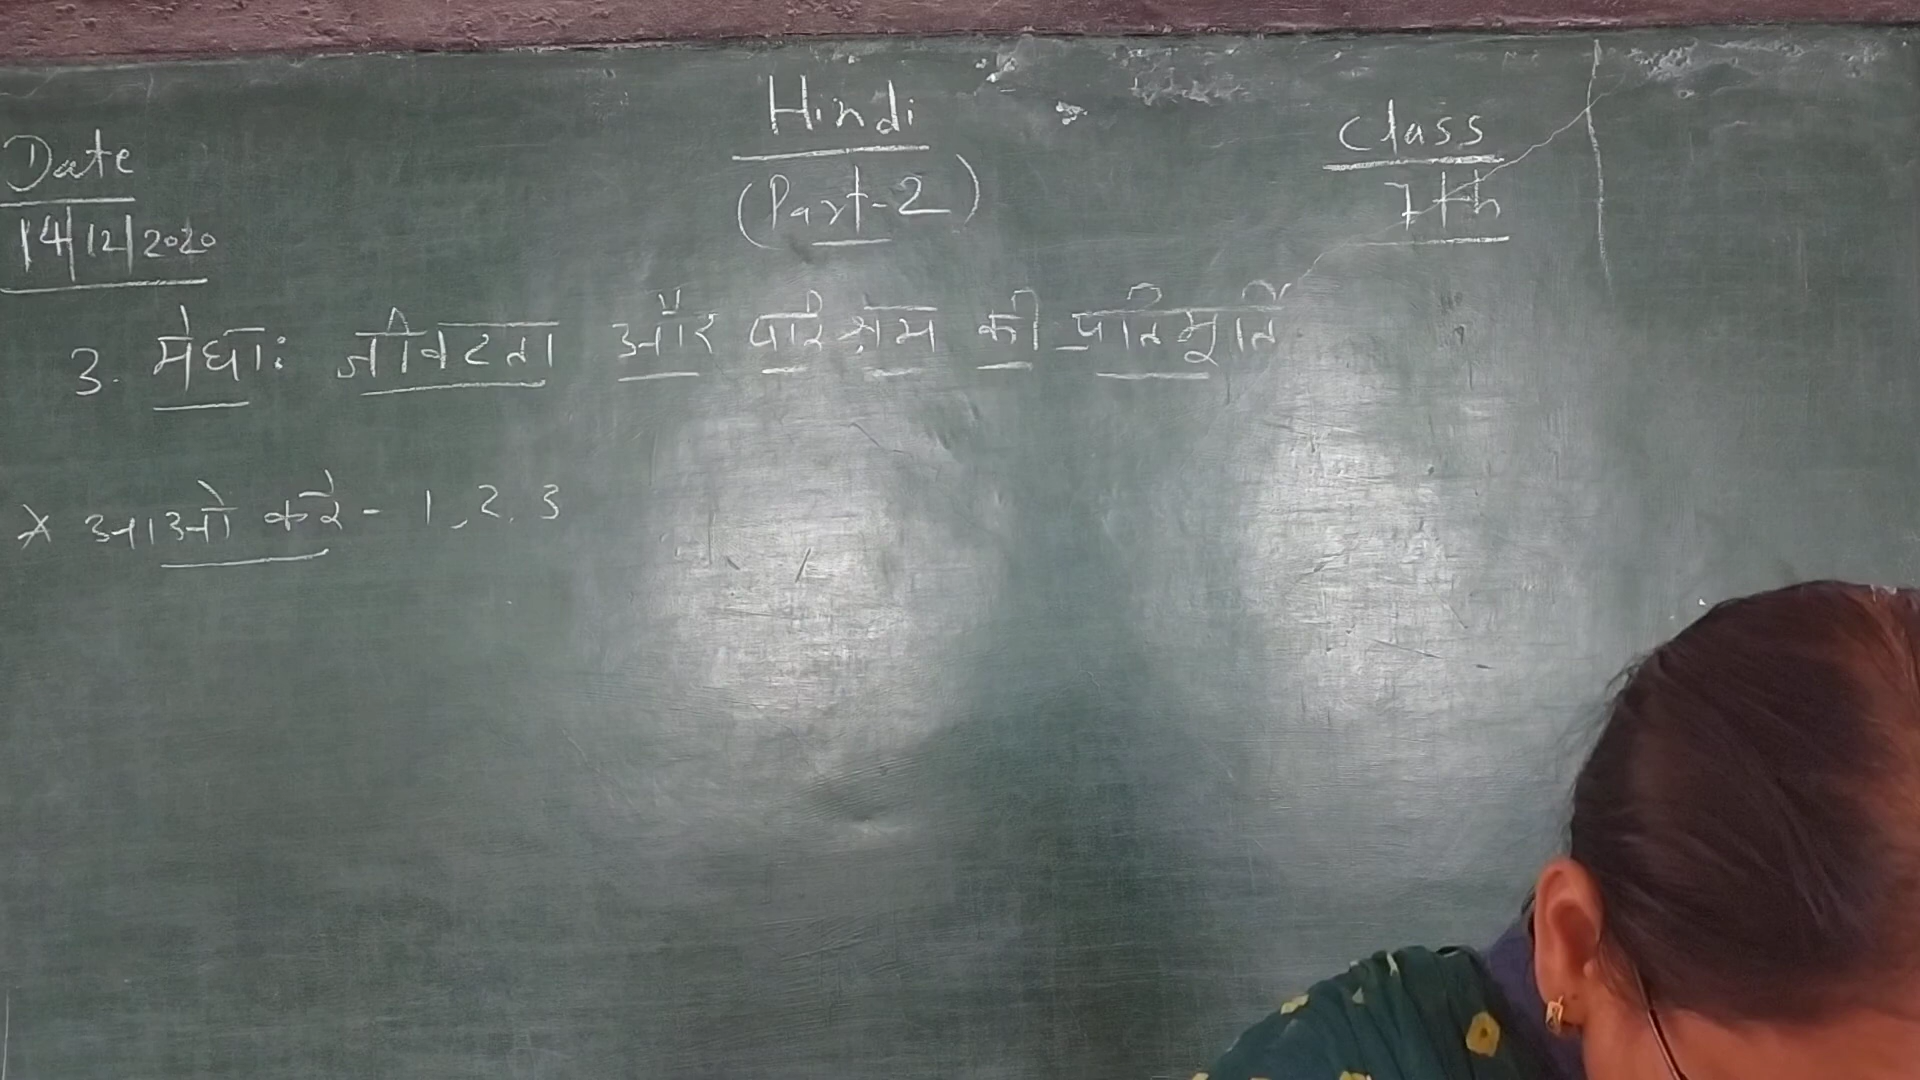 Hindi
Class
Date
(Part-2)
7th
14/12/2020
3. मेघा: जीवटता और परिश्रम की प्रतिमूर्ति
* आओ करे - 1, 2, 3